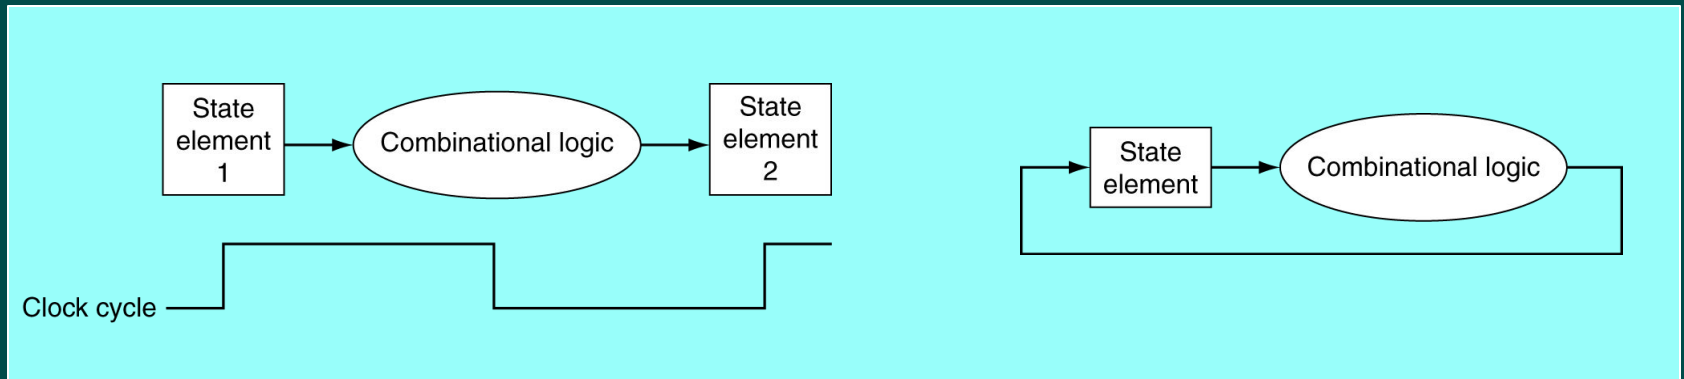 State
element
1
Combinational logic
State
element
2
Clock cycle
State
element
Combinational logic